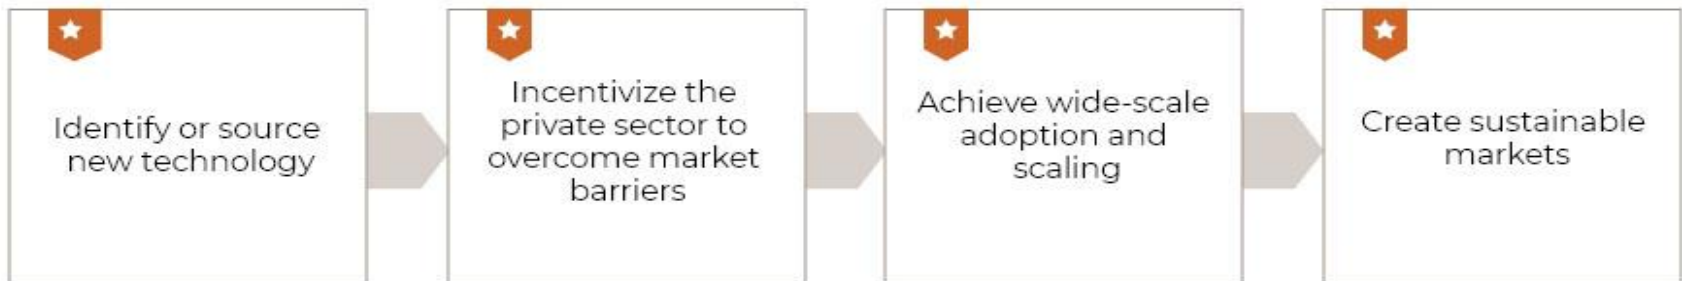 Identify or source
new technology
Incentivize the
private sector to
overcome market
barriers
Achieve wide-scale
adoption and
scaling
Create sustainable
markets